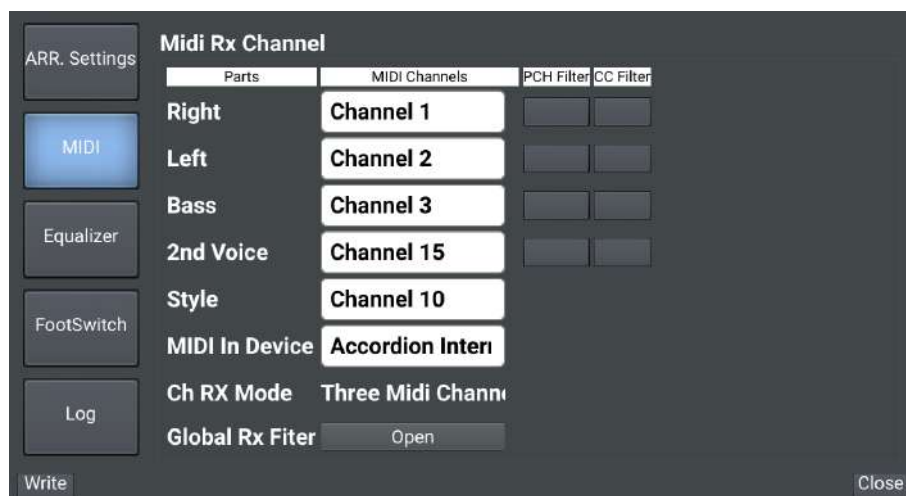 ARR. Settings
MIDI
Equalizer
FootSwitch
Log
Midi Rx Channel
Parts MIDI Channels PCH Filter CC Filter
Right Channel 1
Left Channel 2
Bass Channel 3
2nd Voice Channel 15
Style Channel 10
MIDI In Device Accordion Intern
Ch RX Mode Three Midi Channe
Global Rx Fiter Open
Write Close